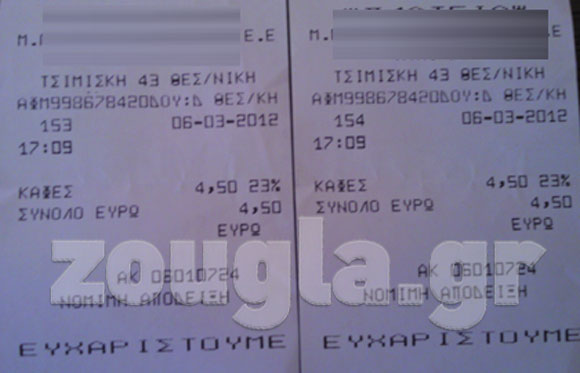 Μ. Ε.Ε
ΤΣΙΜΙΣΚΗ 43 ΘΕΣ/ΝΙΚΗ
ΑΦΜ998678420ΔΟΥ:Δ ΘΕΣ/ΚΗ
153 06-03-2012
17:09
ΚΑΦΕΣ 4,50 23%
ΣΥΝΟΛΟ ΕΥΡΩ 4,50
ΕΥΡΩ
ΑΚ 06010724
ΝΟΜΙΜΗ ΑΠΟΔΕΙΞΗ
ΕΥΧΑΡΙΣΤΟΥΜΕ
Μ. Ε.Ε
ΤΣΙΜΙΣΚΗ 43 ΘΕΣ/ΝΙΚΗ
ΑΦΜ998678420ΔΟΥ:Δ ΘΕΣ/ΚΗ
154 06-03-2012
17:09
ΚΑΦΕΣ 4,50 23%
ΣΥΝΟΛΟ ΕΥΡΩ 4,50
ΕΥΡΩ
ΑΚ 06010724
ΝΟΜΙΜΗ ΑΠΟΔΕΙΞΗ
ΕΥΧΑΡΙΣΤΟΥΜΕ
zougla.gr